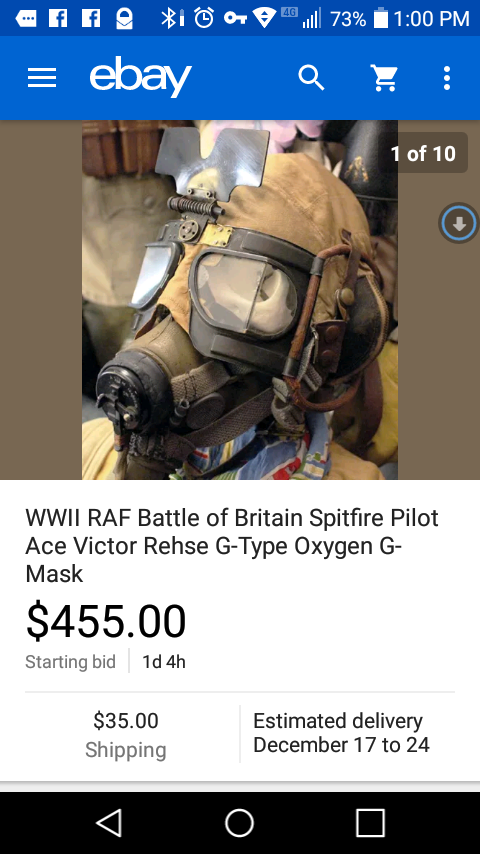 4G 73% 1:00 PM
ebay
1 of 10
WWII RAF Battle of Britain Spitfire Pilot
Ace Victor Rehse G-Type Oxygen G-
Mask
$455.00
Starting bid 1d 4h
$35.00 Estimated delivery
Shipping December 17 to 24